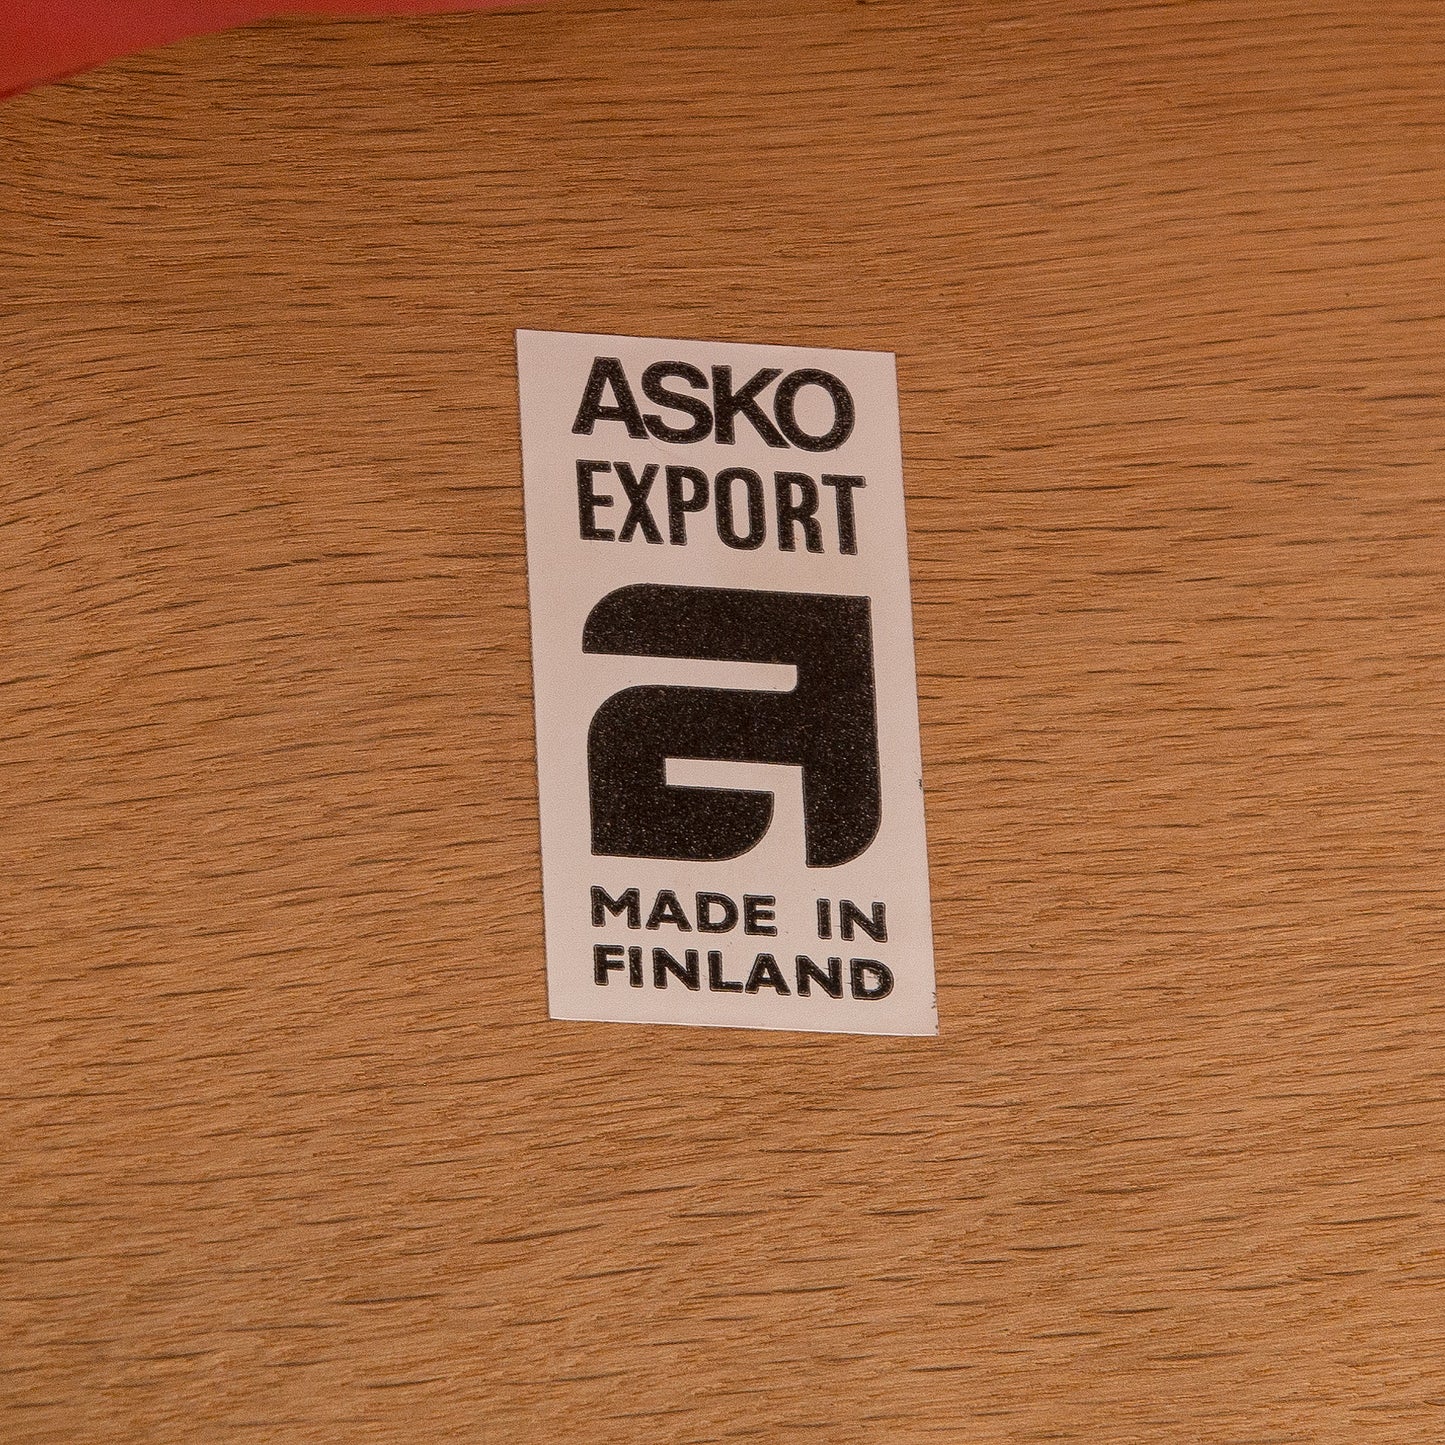 ASKO
EXPORT
a
MADE IN
FINLAND